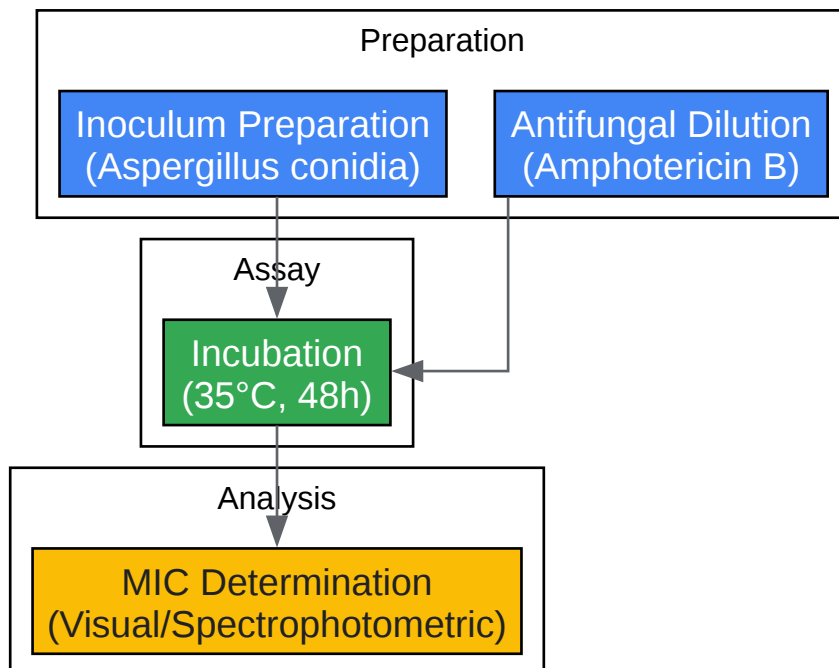 Preparation
Inoculum Preparation
(Aspergillus conidia)
Antifungal Dilution
(Amphotericin B)
Assay
Incubation
(35°C, 48h)
Analysis
MIC Determination
(Visual/Spectrophotometric)